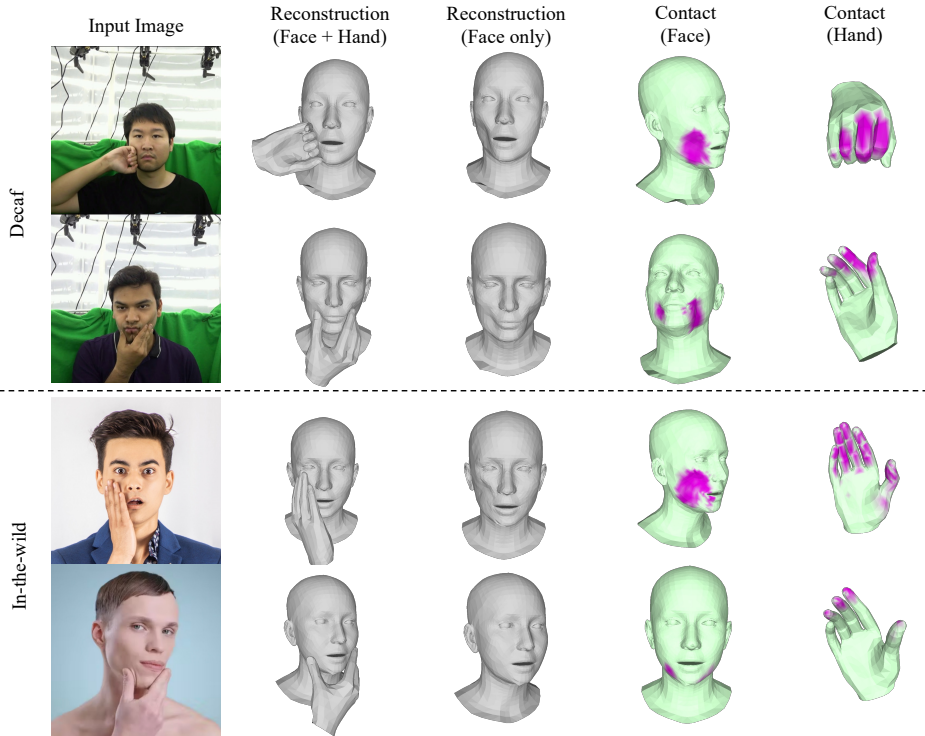 Input Image
Reconstruction
(Face + Hand)
Reconstruction
(Face only)
Contact
(Face)
Contact
(Hand)
Decaf
In-the-wild